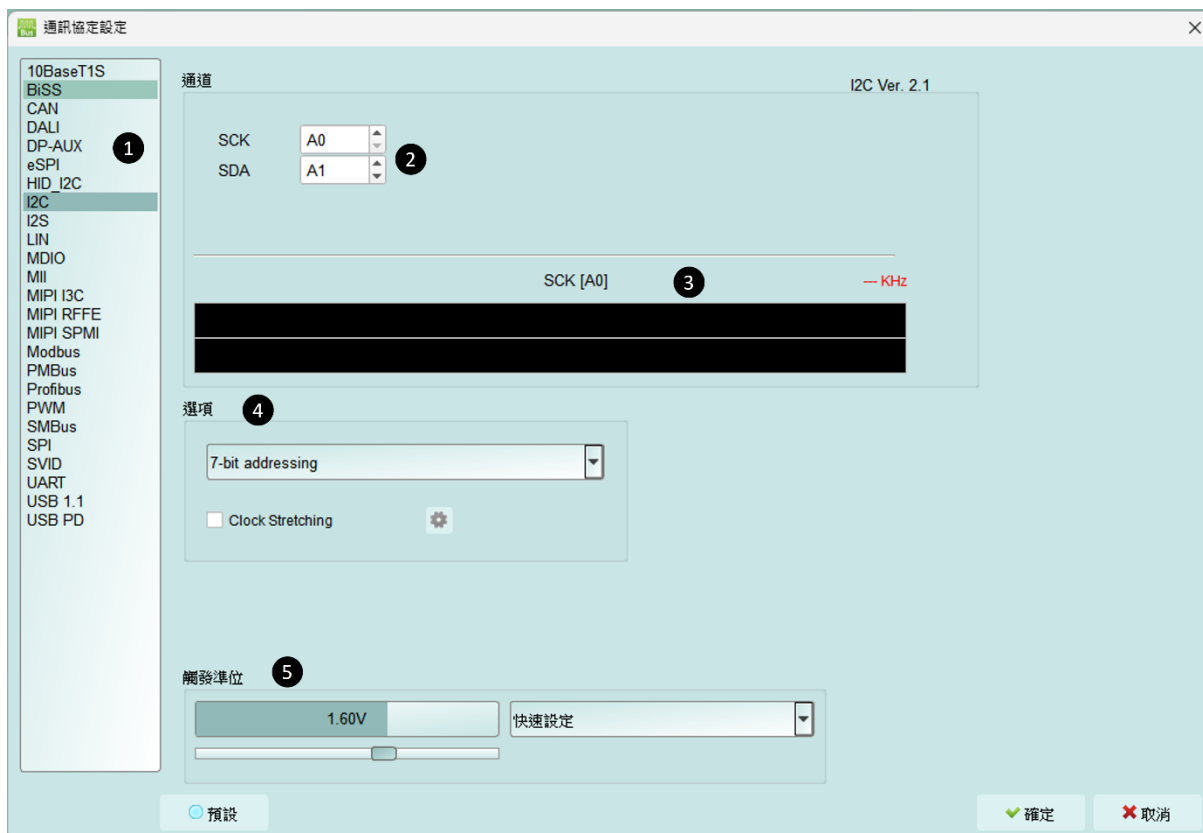 Bus 通訊協定設定
10BaseT1S
BiSS
CAN
DALI
DP-AUX
eSPI
HID_I2C
I2C
I2S
LIN
MDIO
MII
MIPI I3C
MIPI RFFE
MIPI SPMI
Modbus
PMBus
Profibus
PWM
SMBus
SPI
SVID
UART
USB 1.1
USB PD
1
通道
I2C Ver. 2.1
SCK A0
SDA A1
2
SCK [A0] 3 --- KHz
選項 4
7-bit addressing
Clock Stretching
觸發準位 5
1.60V 快速設定
預設 確定 取消